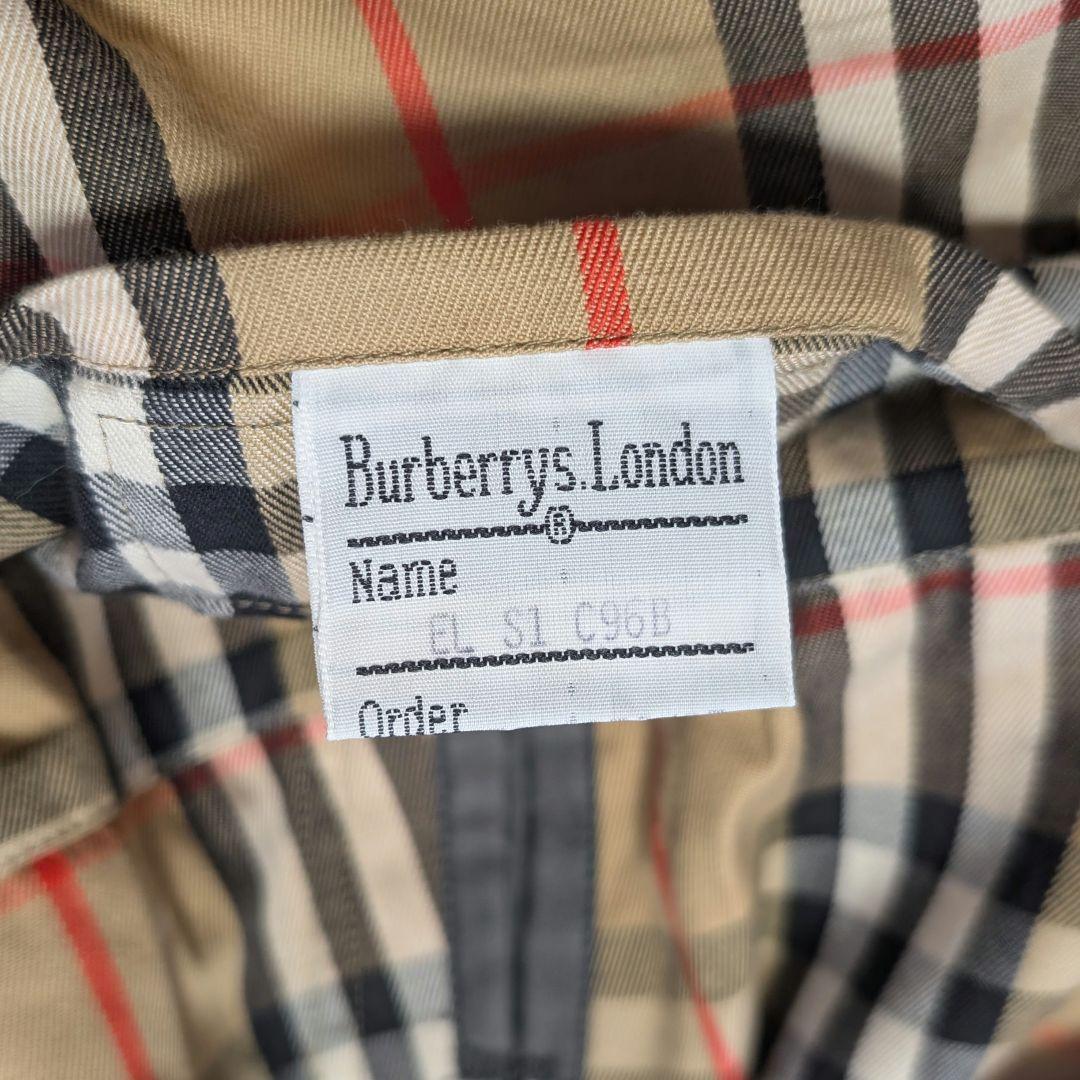 Burberrys.London
®
Name
EL S1 C96B
Order